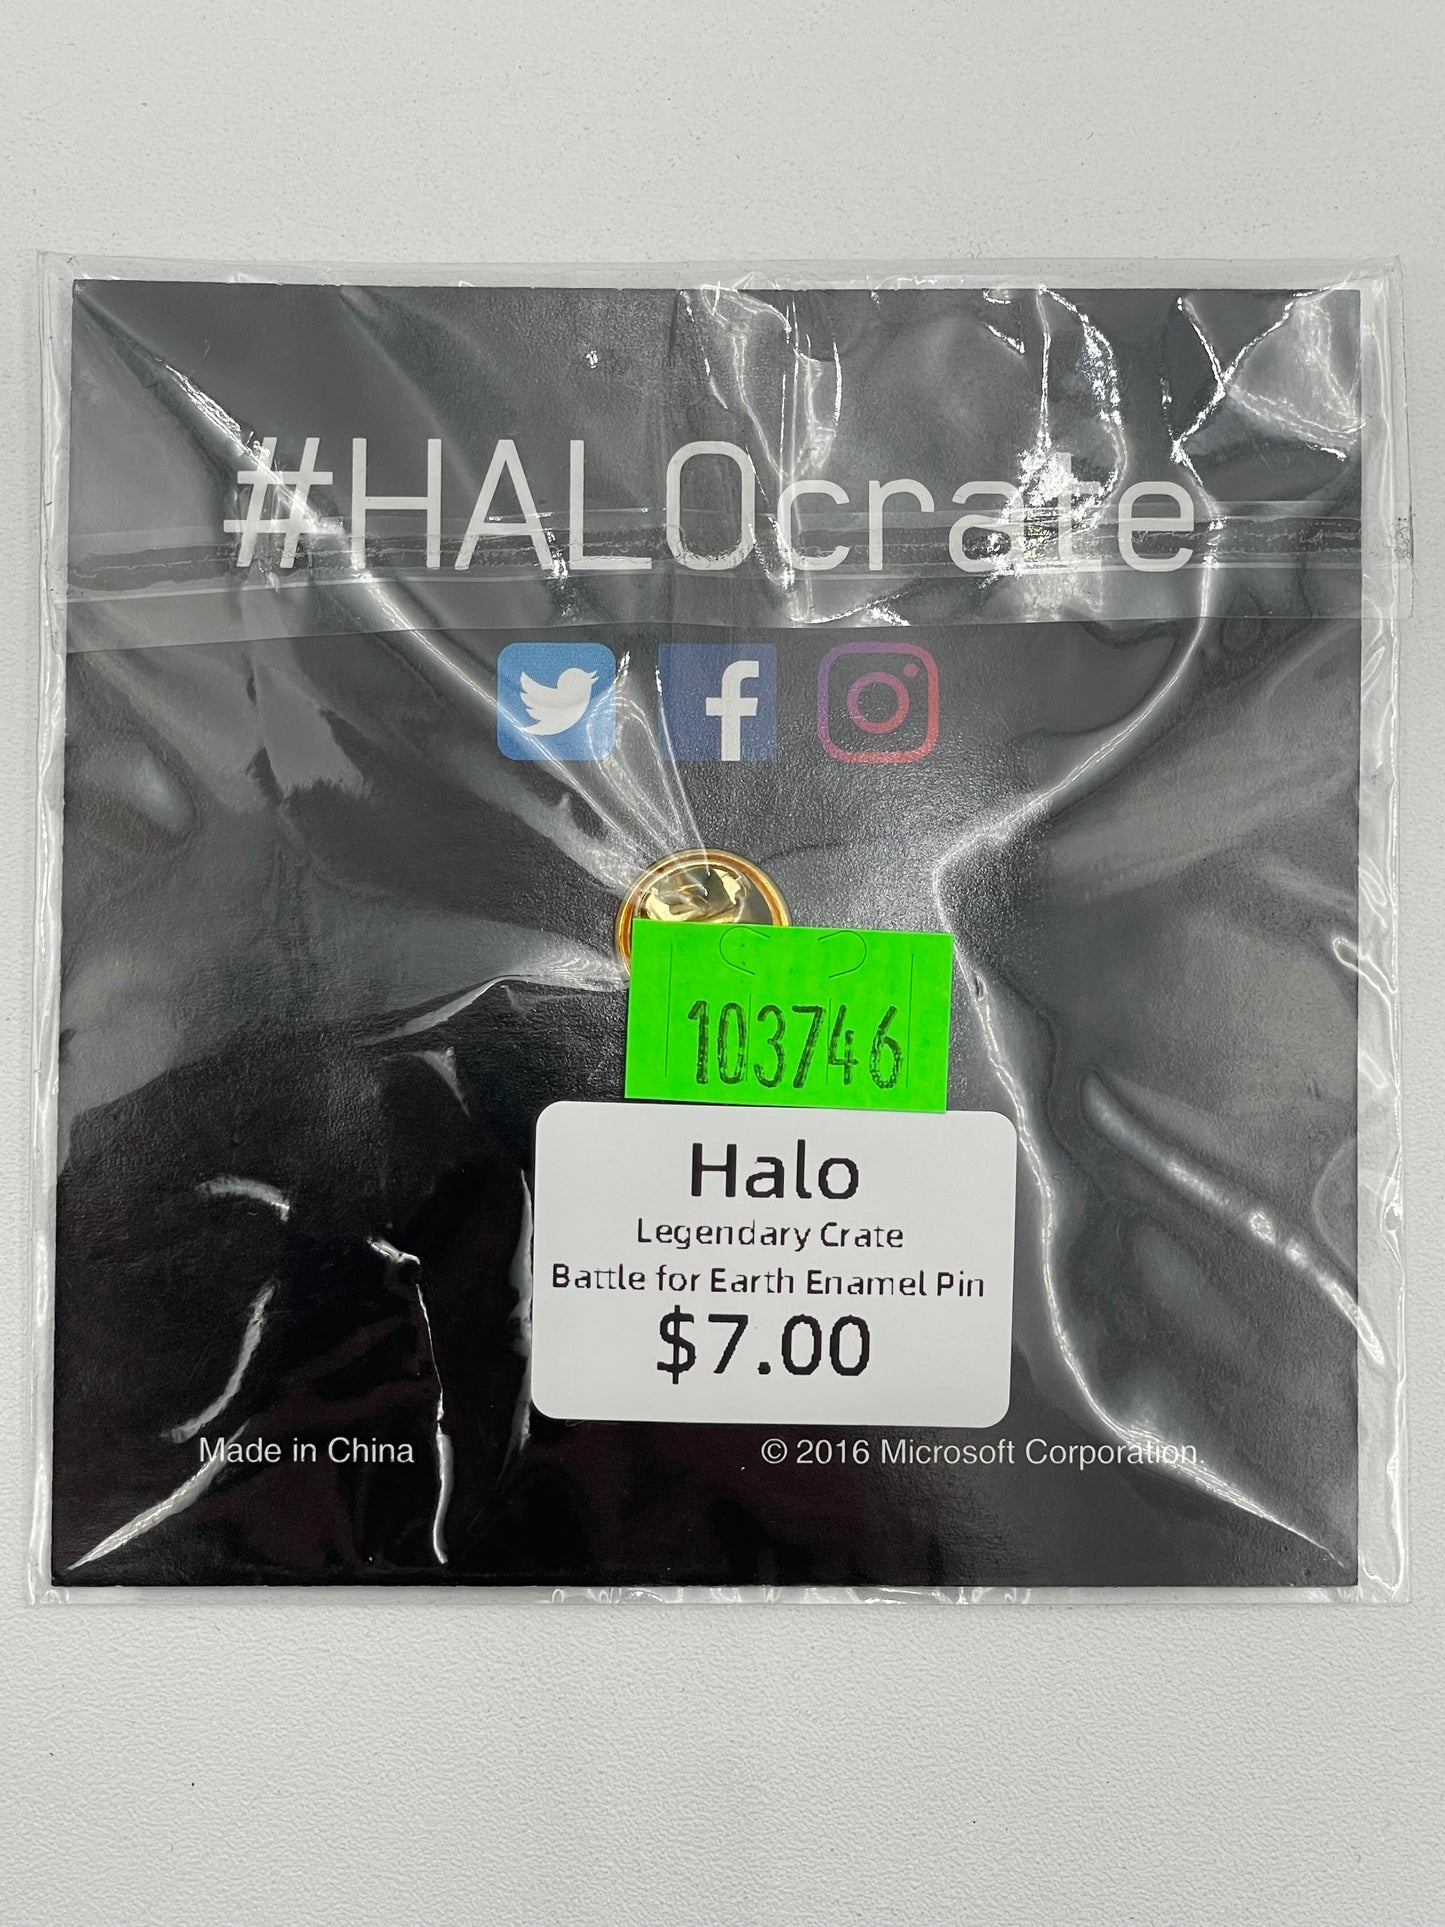 #HALOcrate
103746
Halo
Legendary Crate
Battle for Earth Enamel Pin
$7.00
Made in China
© 2016 Microsoft Corporation.